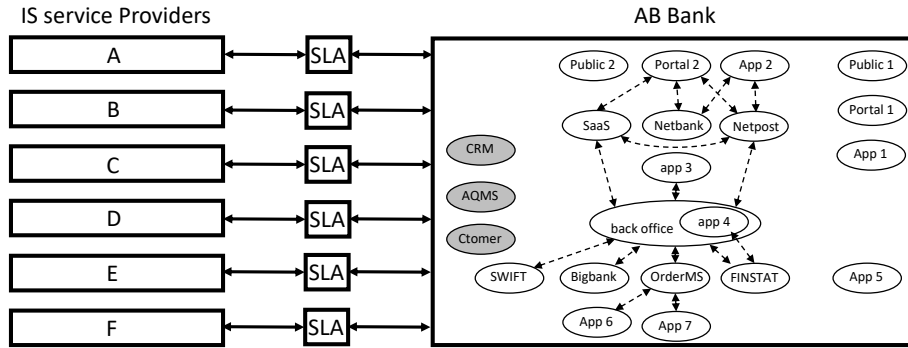 IS service Providers
AB Bank
A
SLA
B
SLA
C
SLA
D
SLA
E
SLA
F
SLA
Public 2
Portal 2
App 2
Public 1
Portal 1
SaaS
Netbank
Netpost
CRM
App 1
app 3
AQMS
app 4
back office
Ctomer
SWIFT
Bigbank
OrderMS
FINSTAT
App 5
App 6
App 7